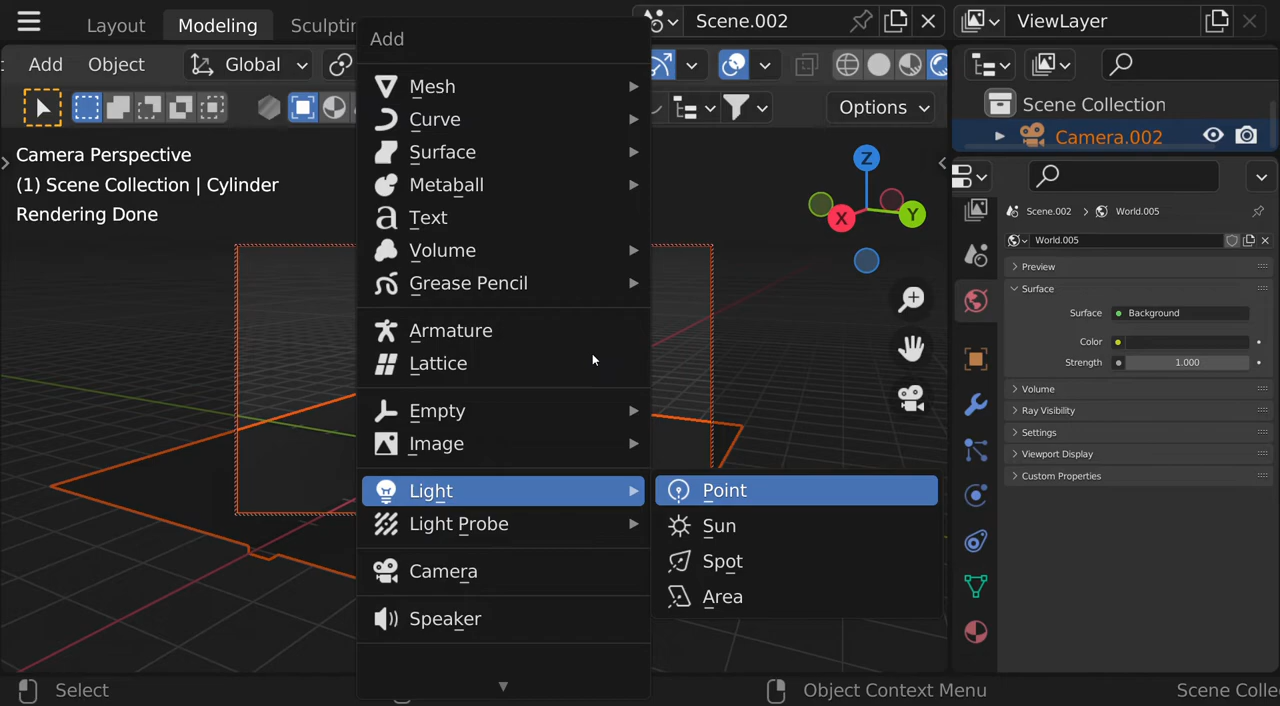 Modeling
Sculptin
Scene.002
ViewLayer
Add
Object
Global
Options
Scene Collection
Camera.002
Camera Perspective
(1) Scene Collection | Cylinder
Rendering Done
Add
Mesh
Curve
Surface
Metaball
Text
Volume
Grease Pencil
Armature
Lattice
Empty
Image
Light
Light Probe
Camera
Speaker
Point
Sun
Spot
Area
Z
X
Y
Scene.002
World.005
World.005
Preview
Surface
Surface
Background
Color
Strength
1.000
Volume
Ray Visibility
Settings
Viewport Display
Custom Properties
Select
Object Context Menu
Scene Colle